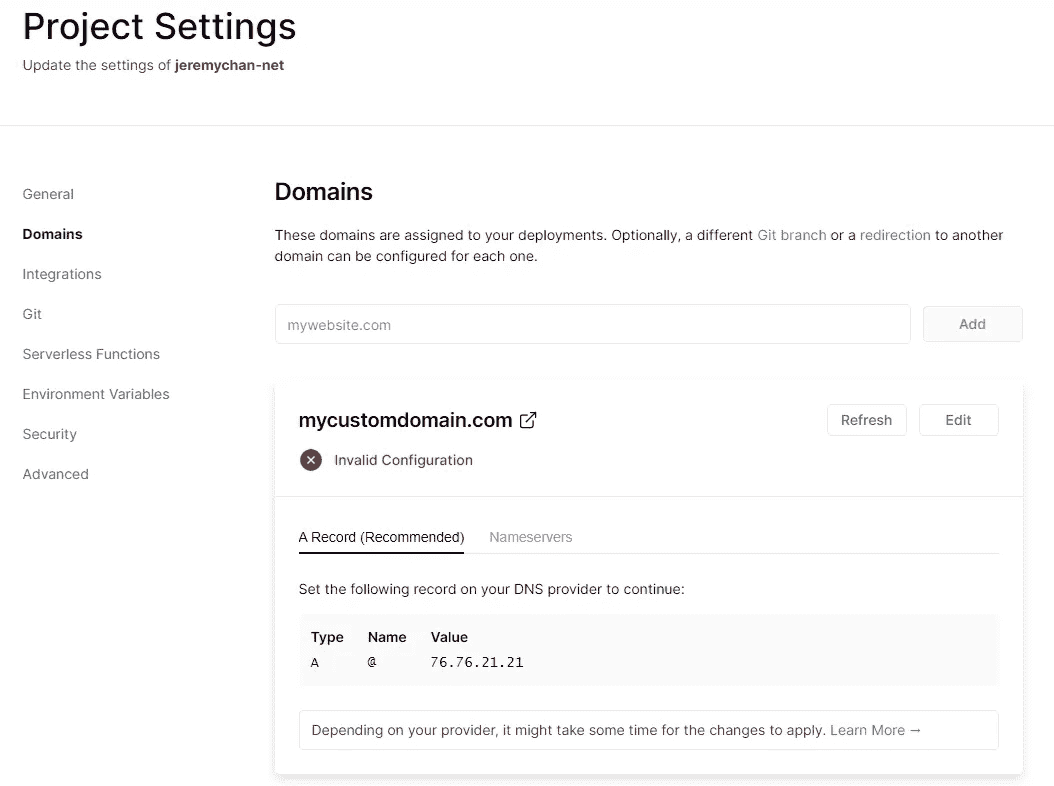 Project Settings
Update the settings of jeremychan-net
General
Domains
Integrations
Git
Serverless Functions
Environment Variables
Security
Advanced
Domains
These domains are assigned to your deployments. Optionally, a different Git branch or a redirection to another
domain can be configured for each one.
mywebsite.com
Add
mycustomdomain.com
Refresh
Edit
Invalid Configuration
A Record (Recommended)
Nameservers
Set the following record on your DNS provider to continue:
Type Name Value
A @ 76.76.21.21
Depending on your provider, it might take some time for the changes to apply. Learn More →